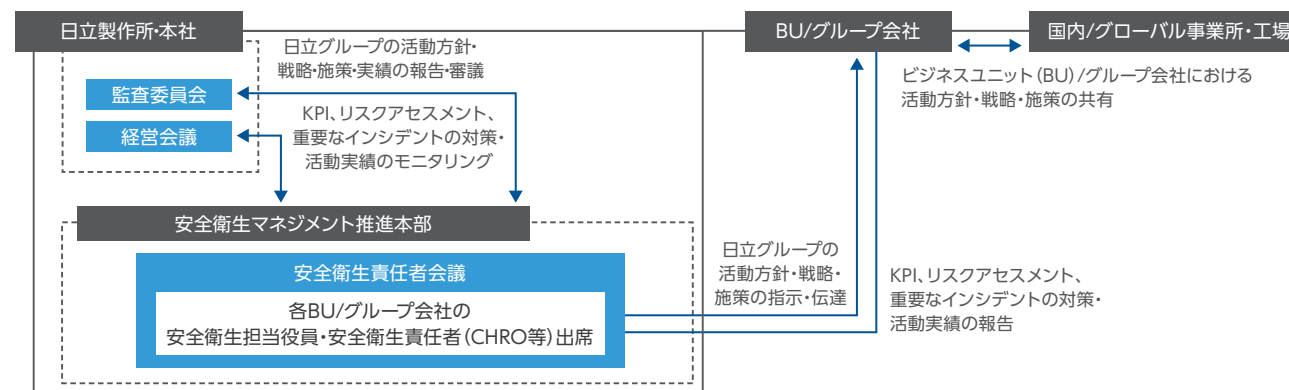 日立製作所・本社
BU/グループ会社
国内/グローバル事業所・工場
日立グループの活動方針・
戦略・施策・実績の報告・審議
監査委員会
経営会議
KPI、リスクアセスメント、
重要なインシデントの対策・
活動実績のモニタリング
ビジネスユニット(BU)/グループ会社における
活動方針・戦略・施策の共有
安全衛生マネジメント推進本部
安全衛生責任者会議
各BU/グループ会社の
安全衛生担当役員・安全衛生責任者(CHRO等)出席
日立グループの
活動方針・戦略・
施策の指示・伝達
KPI、リスクアセスメント、
重要なインシデントの対策・
活動実績の報告